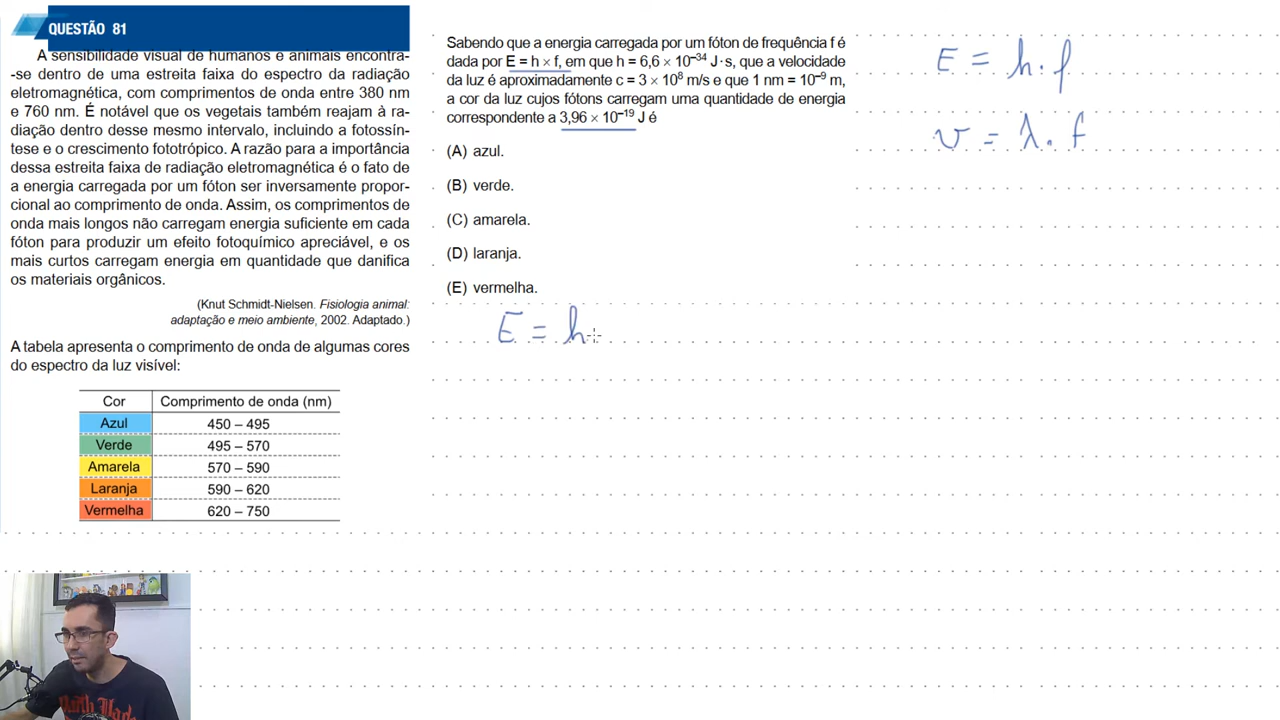 QUESTÃO 81
A sensibilidade visual de humanos e animais encontra-
-se dentro de uma estreita faixa do espectro da radiação
eletromagnética, com comprimentos de onda entre 380 nm
e 760 nm. É notável que os vegetais também reajam à ra-
diação dentro desse mesmo intervalo, incluindo a fotossín-
tese e o crescimento fototrópico. A razão para a importância
dessa estreita faixa de radiação eletromagnética é o fato de
a energia carregada por um fóton ser inversamente propor-
cional ao comprimento de onda. Assim, os comprimentos de
onda mais longos não carregam energia suficiente em cada
fóton para produzir um efeito fotoquímico apreciável, e os
mais curtos carregam energia em quantidade que danifica
os materiais orgânicos.
(Knut Schmidt-Nielsen. Fisiologia animal:
adaptação e meio ambiente, 2002. Adaptado.)
A tabela apresenta o comprimento de onda de algumas cores
do espectro da luz visível:
Cor Comprimento de onda (nm)
Azul 450 – 495
Verde 495 – 570
Amarela 570 – 590
Laranja 590 – 620
Vermelha 620 – 750
Sabendo que a energia carregada por um fóton de frequência f é
dada por E = h × f, em que h = 6,6 × 10⁻³⁴ J·s, que a velocidade
da luz é aproximadamente c = 3 × 10⁸ m/s e que 1 nm = 10⁻⁹ m,
a cor da luz cujos fótons carregam uma quantidade de energia
correspondente a 3,96 × 10⁻¹⁹ J é
(A) azul.
(B) verde.
(C) amarela.
(D) laranja.
(E) vermelha.
E = h
E = h . f
v = λ . f